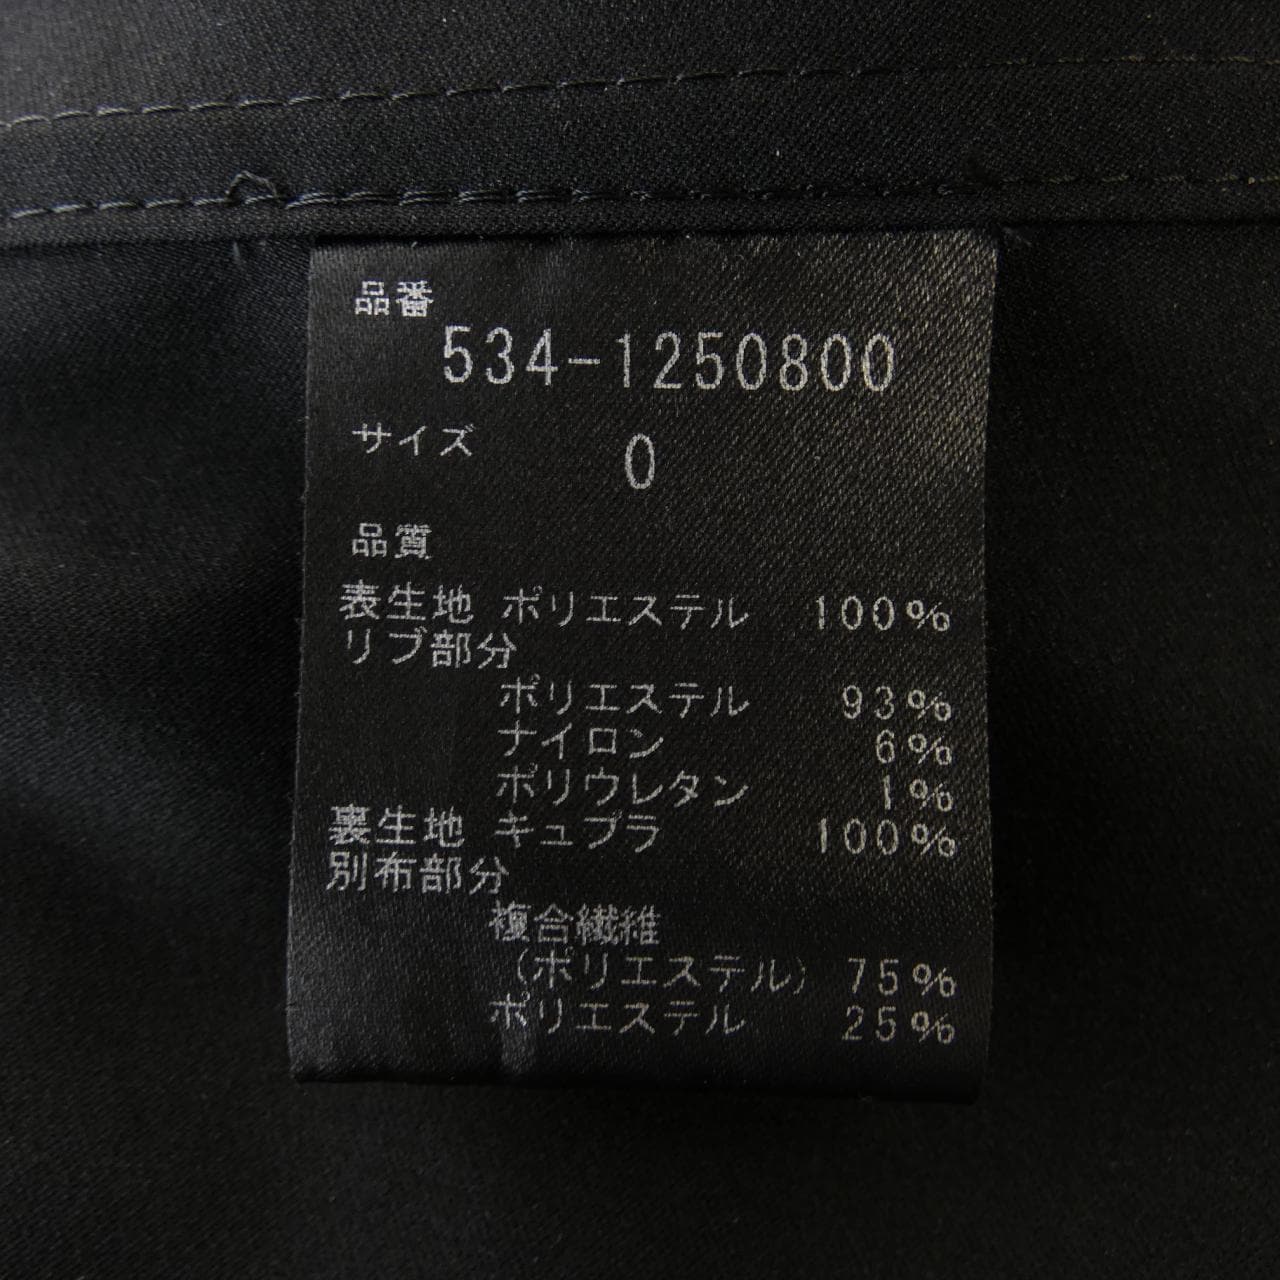 品番
534-1250800
サイズ 0
品質
表生地 ポリエステル 100%
リブ部分
ポリエステル 93%
ナイロン 6%
ポリウレタン 1%
裏生地 キュプラ 100%
別布部分
複合繊維
(ポリエステル) 75%
ポリエステル 25%